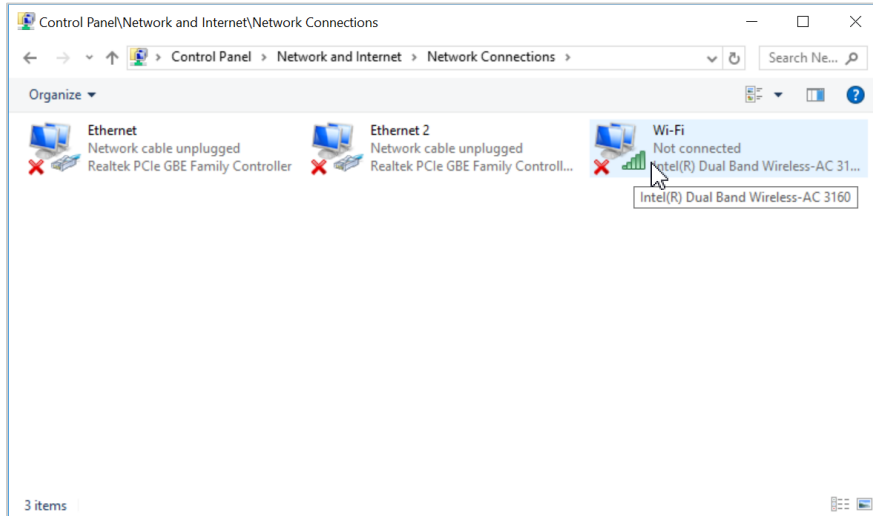 Control Panel\Network and Internet\Network Connections
Control Panel > Network and Internet > Network Connections >
Search Ne...
Organize
Ethernet
Network cable unplugged
Realtek PCIe GBE Family Controller
Ethernet 2
Network cable unplugged
Realtek PCIe GBE Family Controll...
Wi-Fi
Not connected
Intel(R) Dual Band Wireless-AC 31...
Intel(R) Dual Band Wireless-AC 3160
3 items